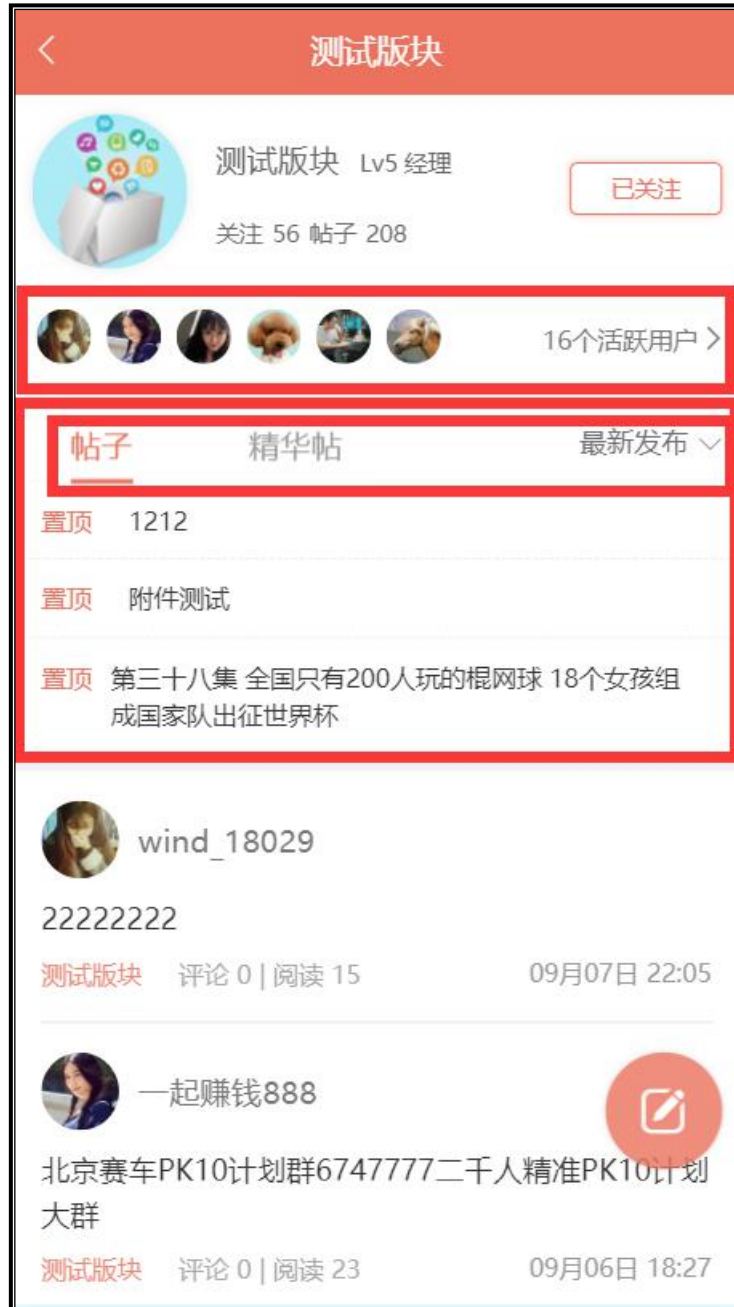 测试版块
测试版块 Lv5 经理
已关注
关注 56 帖子 208
16个活跃用户
帖子 精华帖 最新发布
置顶 1212
置顶 附件测试
置顶 第三十八集 全国只有200人玩的棍网球 18个女孩组
成国家队出征世界杯
wind_18029
22222222
测试版块 评论 0 | 阅读 15 09月07日 22:05
一起赚钱888
北京赛车PK10计划群6747777二千人精准PK10计划
大群
测试版块 评论 0 | 阅读 23 09月06日 18:27